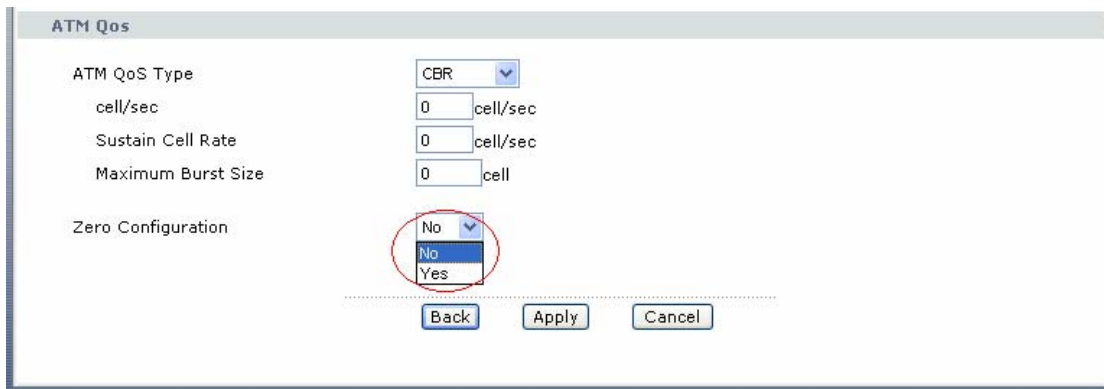 ATM Qos
ATM QoS Type CBR
cell/sec 0 cell/sec
Sustain Cell Rate 0 cell/sec
Maximum Burst Size 0 cell
Zero Configuration No
No
Yes
Back Apply Cancel